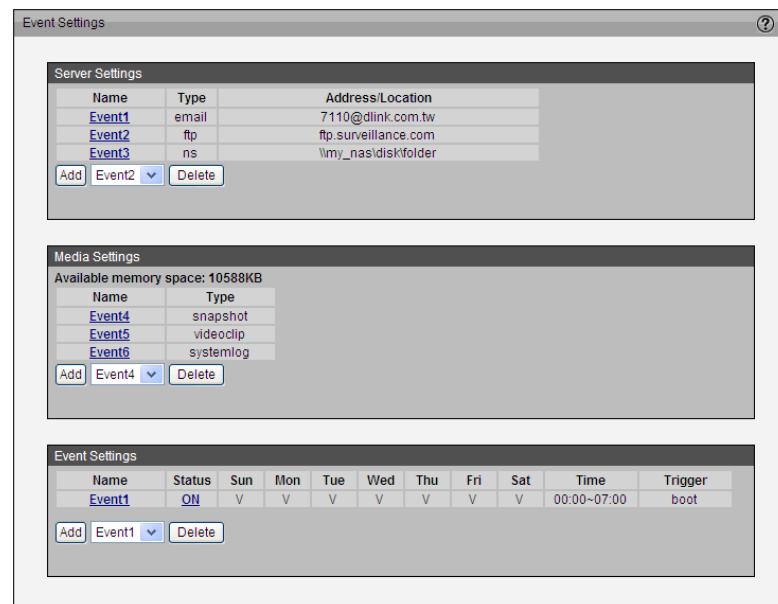 Event Settings ?
Server Settings
Name Type Address/Location
Event1 email 7110@dlink.com.tw
Event2 ftp ftp.surveillance.com
Event3 ns \\my_nas\disk\folder
Add Event2 Delete
Media Settings
Available memory space: 10588KB
Name Type
Event4 snapshot
Event5 videoclip
Event6 systemlog
Add Event4 Delete
Event Settings
Name Status Sun Mon Tue Wed Thu Fri Sat Time Trigger
Event1 ON V V V V V V V 00:00~07:00 boot
Add Event1 Delete